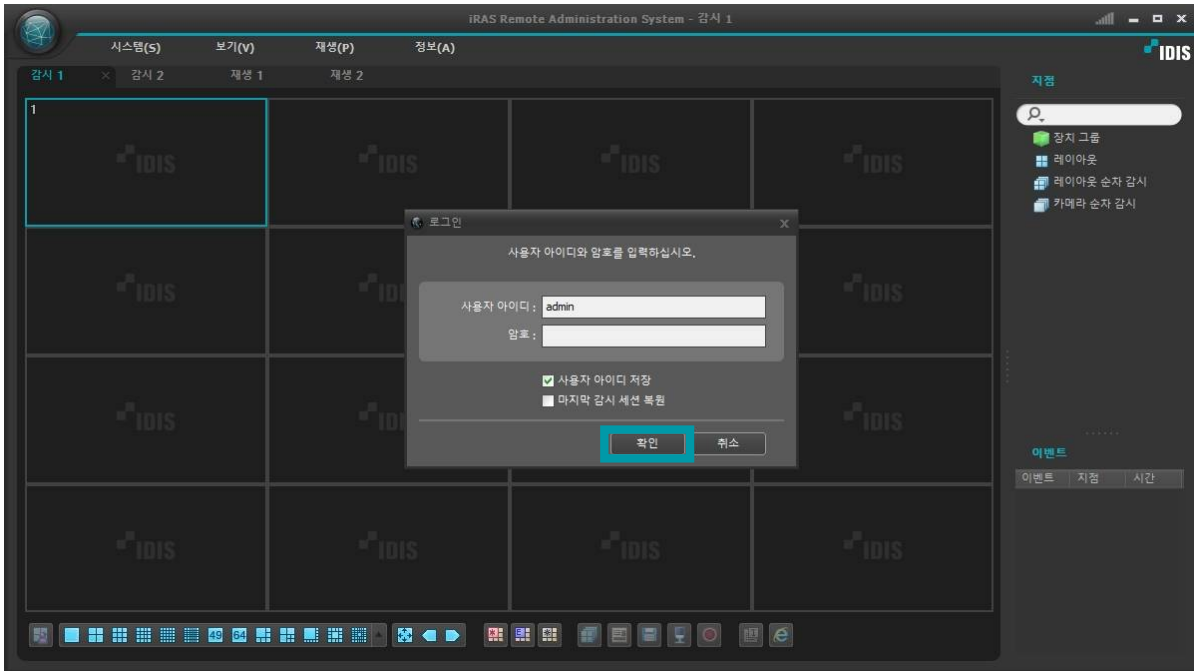 iRAS Remote Administration System - 감시 1
시스템(S) 보기(V) 재생(P) 정보(A)
IDIS
감시 1 × 감시 2 재생 1 재생 2
지점
1
IDIS IDIS IDIS IDIS
장치 그룹
레이아웃
레이아웃 순차 감시
카메라 순차 감시
로그인 x
사용자 아이디와 암호를 입력하십시오.
IDIS IDI IDIS
사용자 아이디 : admin
암호 :
사용자 아이디 저장
마지막 감시 세션 복원
IDIS IDI IDIS
확인 취소
이벤트
이벤트 지점 시간
IDIS IDIS IDIS IDIS
49 64